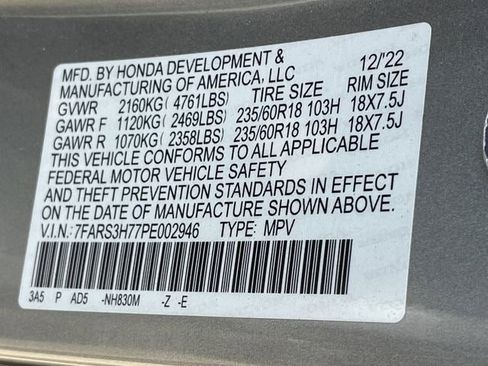 MFD. BY HONDA DEVELOPMENT & 12/'22
MANUFACTURING OF AMERICA, LLC
GVWR 2160KG( 4761LBS) TIRE SIZE RIM SIZE
GAWR F 1120KG( 2469LBS) 235/60R18 103H 18X7.5J
GAWR R 1070KG( 2358LBS) 235/60R18 103H 18X7.5J
THIS VEHICLE CONFORMS TO ALL APPLICABLE
FEDERAL MOTOR VEHICLE SAFETY
AND THEFT PREVENTION STANDARDS IN EFFECT
ON THE DATE OF MANUFACTURE SHOWN ABOVE.
V.I.N.: 7FARS3H77PE002946 TYPE: MPV
3A5 P AD5 -NH830M -Z -E